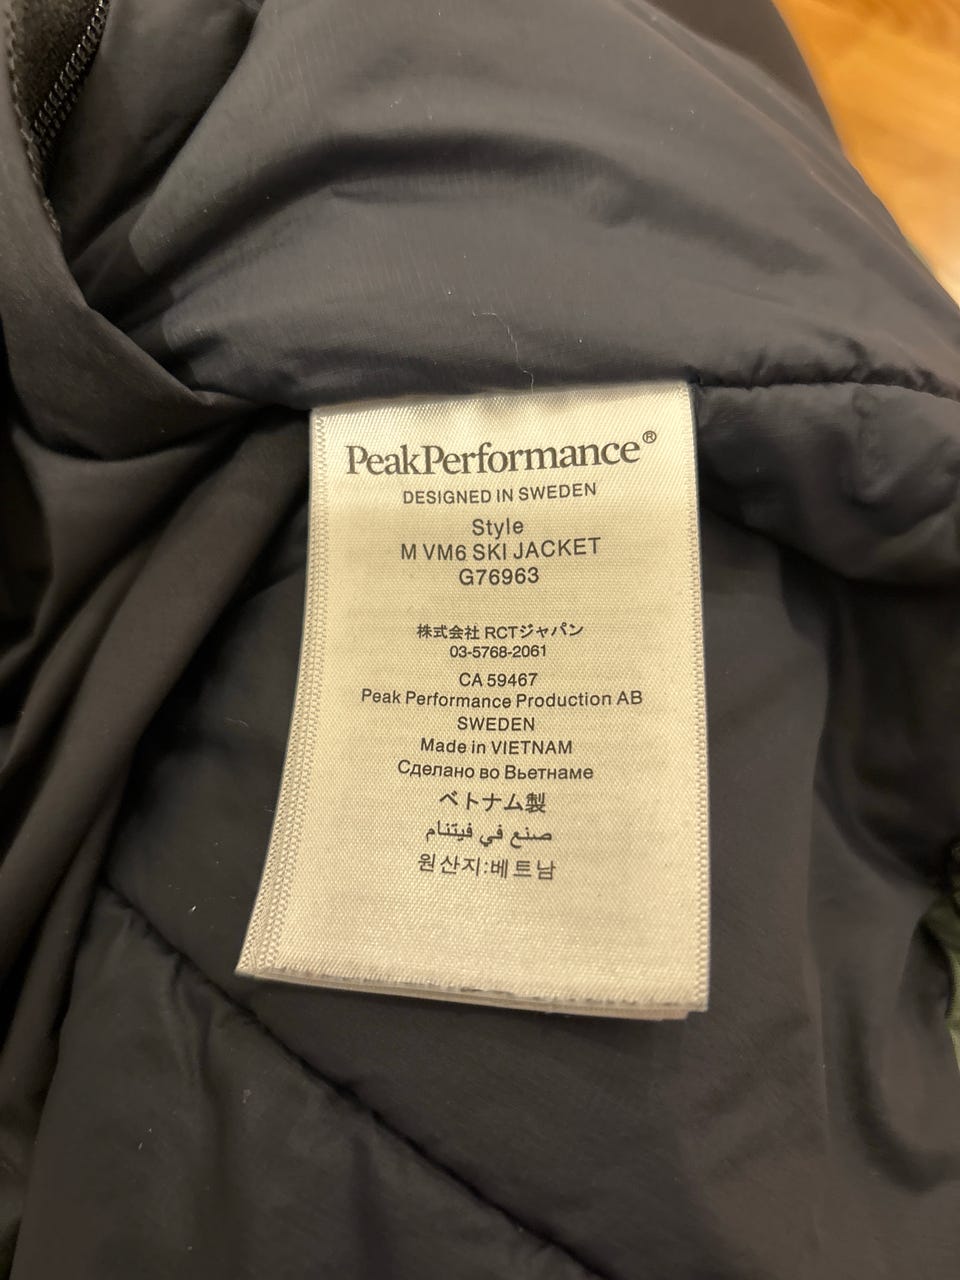 PeakPerformance®
DESIGNED IN SWEDEN
Style
M VM6 SKI JACKET
G76963
株式会社 RCTジャパン
03-5768-2061
CA 59467
Peak Performance Production AB
SWEDEN
Made in VIETNAM
Сделано во Вьетнаме
ベトナム製
صنع في فيتنام
원산지:베트남